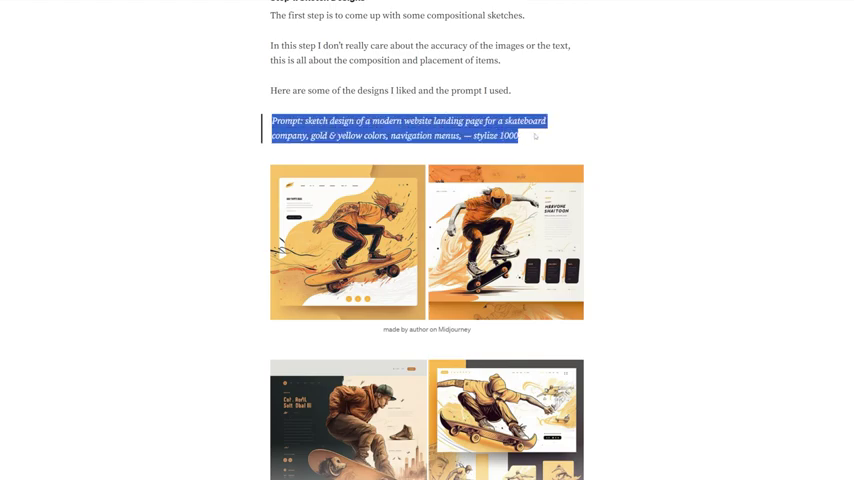 The first step is to come up with some compositional sketches.
In this step I don't really care about the accuracy of the images or the text,
this is all about the composition and placement of items.
Here are some of the designs I liked and the prompt I used.
Prompt: sketch design of a modern website landing page for a skateboard
company, gold & yellow colors, navigation menus, — stylize 1000
made by author on Midjourney